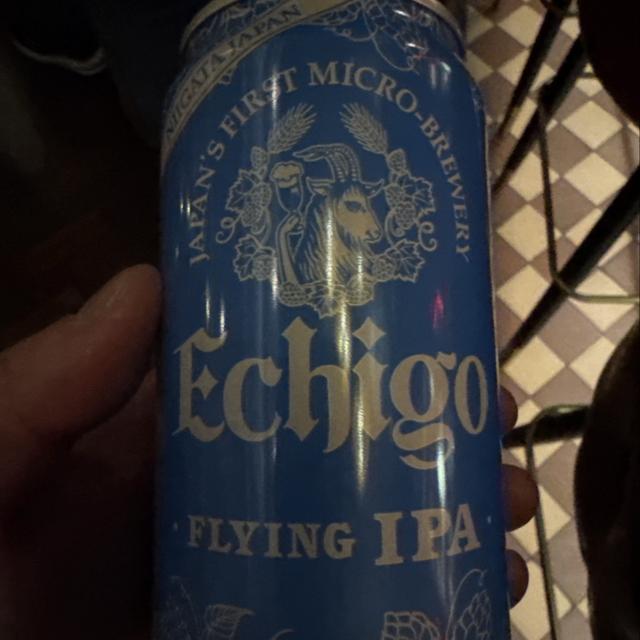 NIIGATA JAPAN
JAPAN'S FIRST MICRO-BREWERY
Echigo
· FLYING IPA ·